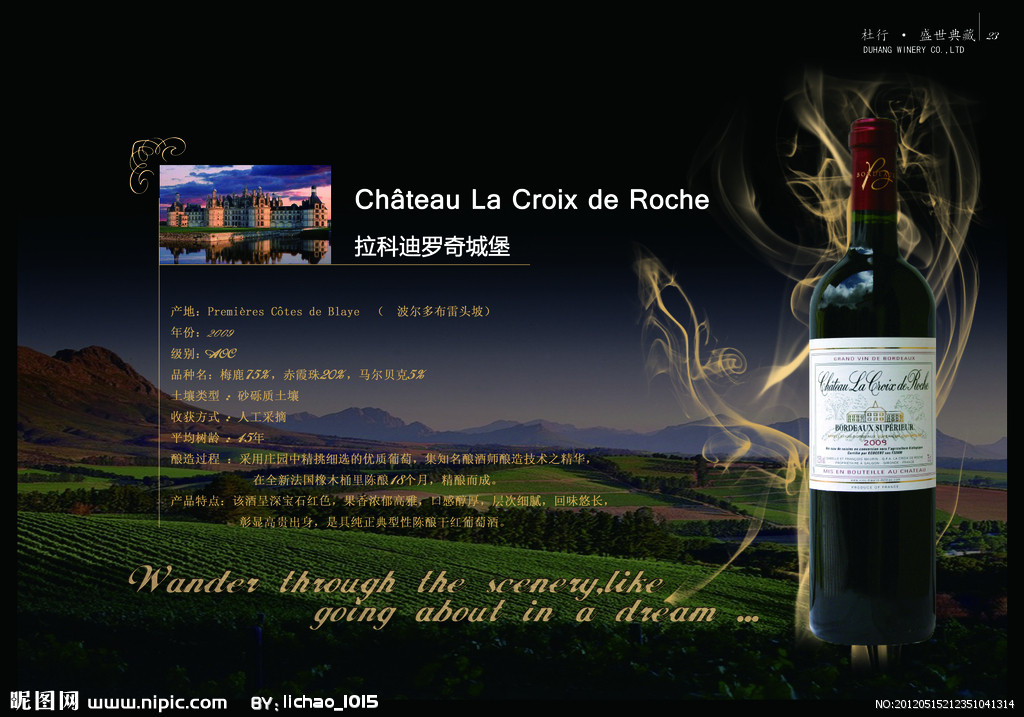 杜行 · 盛世典藏 23
DUHANG WINERY CO.,LTD
Château La Croix de Roche
拉科迪罗奇城堡
产地：Premières Côtes de Blaye （ 波尔多布雷头坡）
年份：2009
级别：AOC
品种名：梅鹿75%，赤霞珠20%，马尔贝克5%
土壤类型 ：砂砾质土壤
收获方式 ：人工采摘
平均树龄 ：15年
酿造过程 ：采用庄园中精挑细选的优质葡萄，集知名酿酒师酿造技术之精华，
在全新法国橡木桶里陈酿18个月，精酿而成。
产品特点：该酒呈深宝石红色，果香浓郁高雅，口感醇厚，层次细腻，回味悠长，
彰显高贵出身，是具纯正典型性陈酿干红葡萄酒。
Wander through the scenery,like
going about in a dream ...
GRAND VIN DE BORDEAUX
Château La Croix de Roche
BORDEAUX SUPÉRIEUR
2009
MIS EN BOUTEILLE AU CHATEAU
PRODUCE OF FRANCE
昵图网 www.nipic.com BY:lichao_1015
NO:20120515212351041314